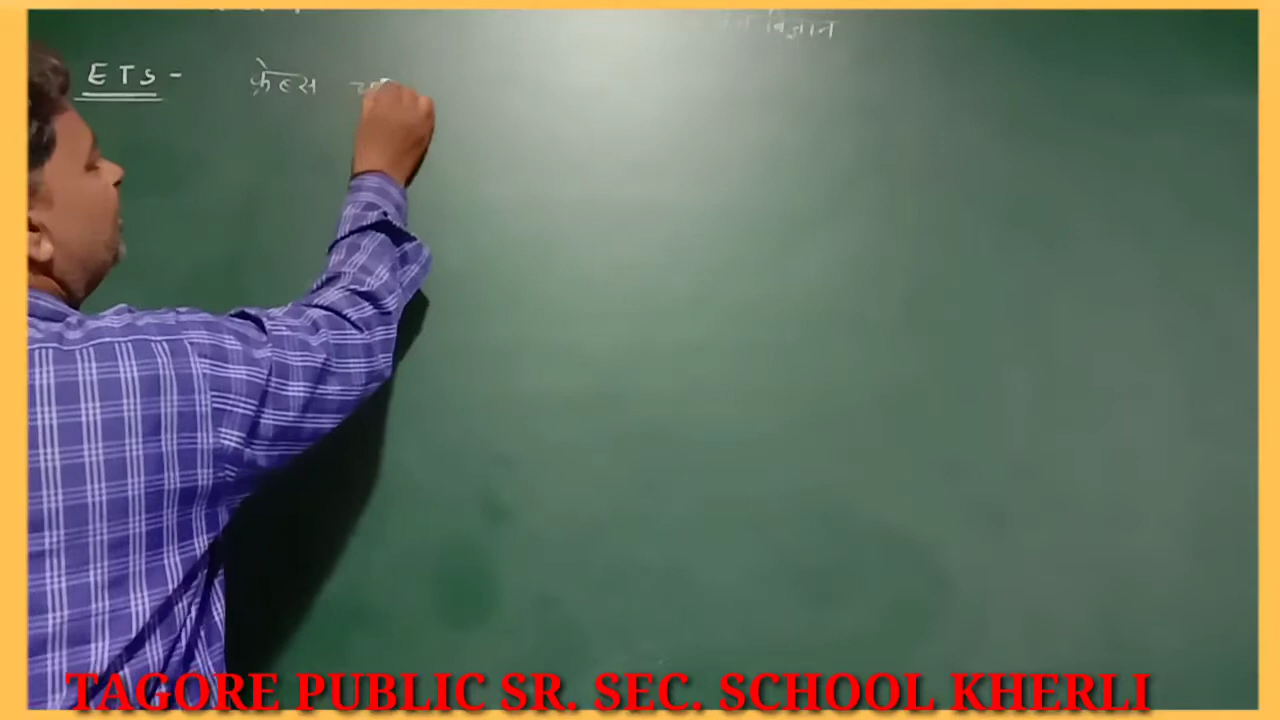 विज्ञान
ETS - क्रेब्स
TAGORE PUBLIC SR. SEC. SCHOOL KHERLI